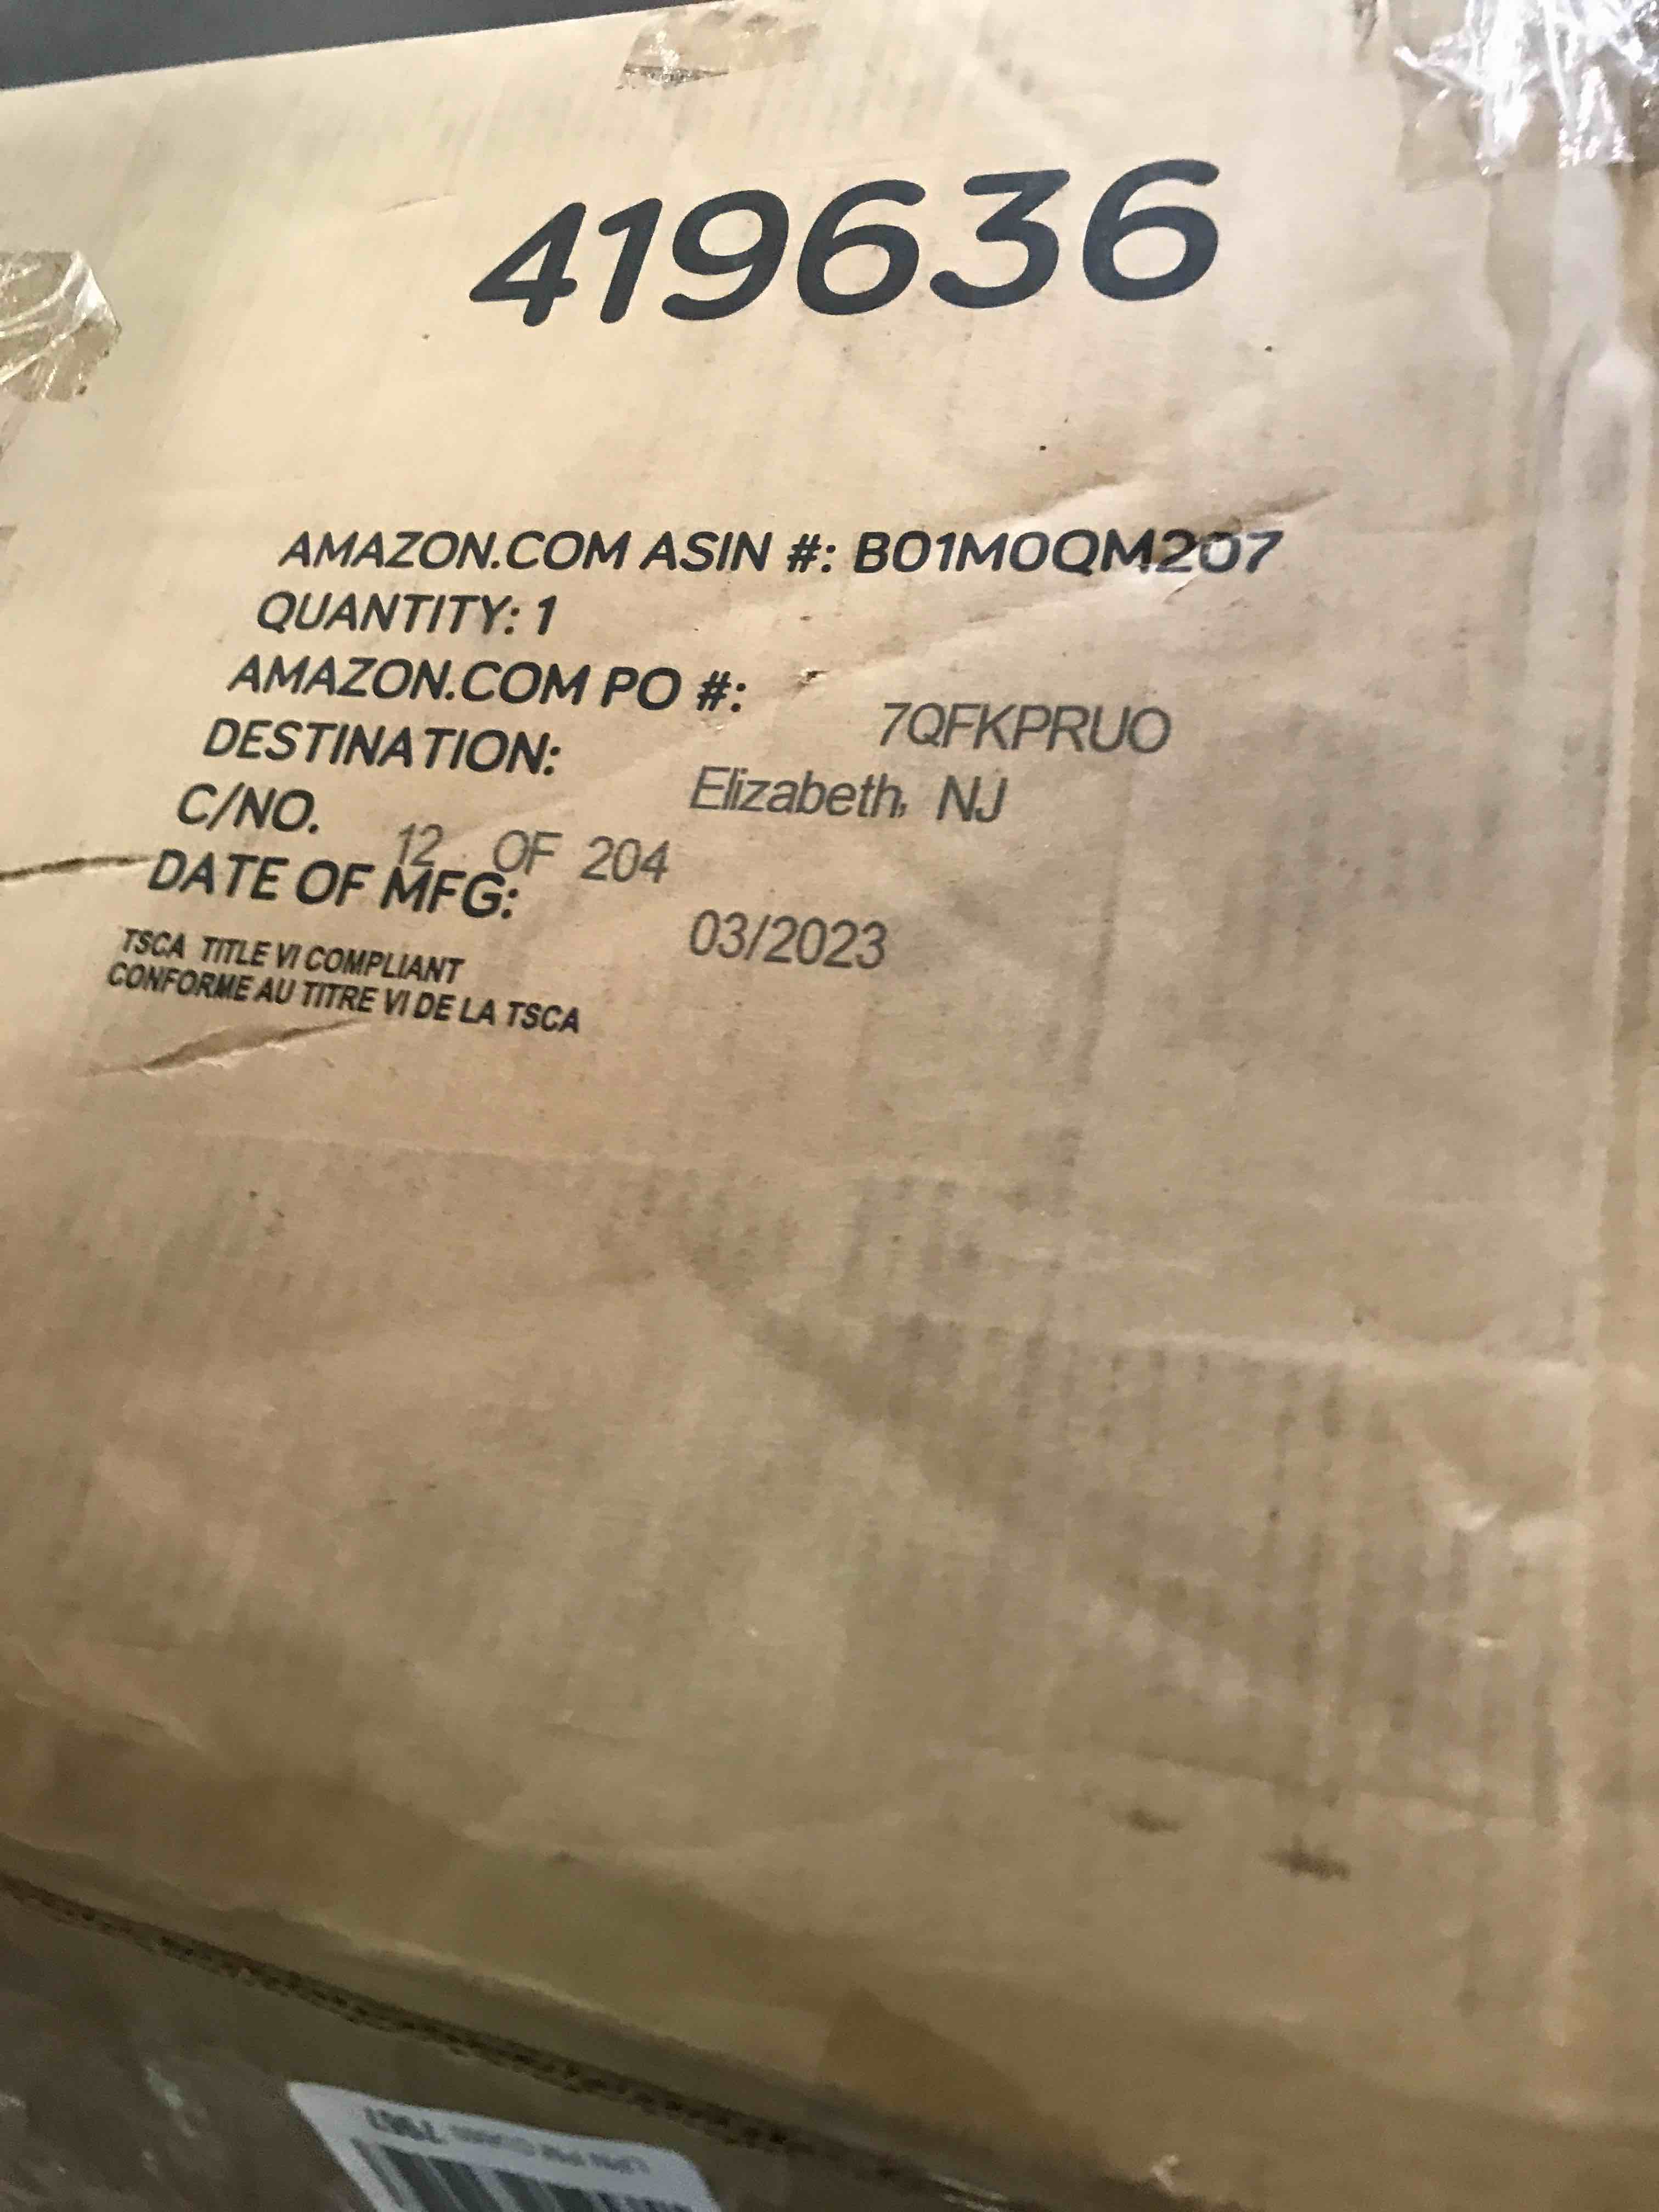 419636
AMAZON.COM ASIN #: B01M0QM207
QUANTITY: 1
AMAZON.COM PO #: 7QFKPRUO
DESTINATION: Elizabeth, NJ
C/NO. 12 OF 204
DATE OF MFG: 03/2023
TSCA TITLE VI COMPLIANT
CONFORME AU TITRE VI DE LA TSCA